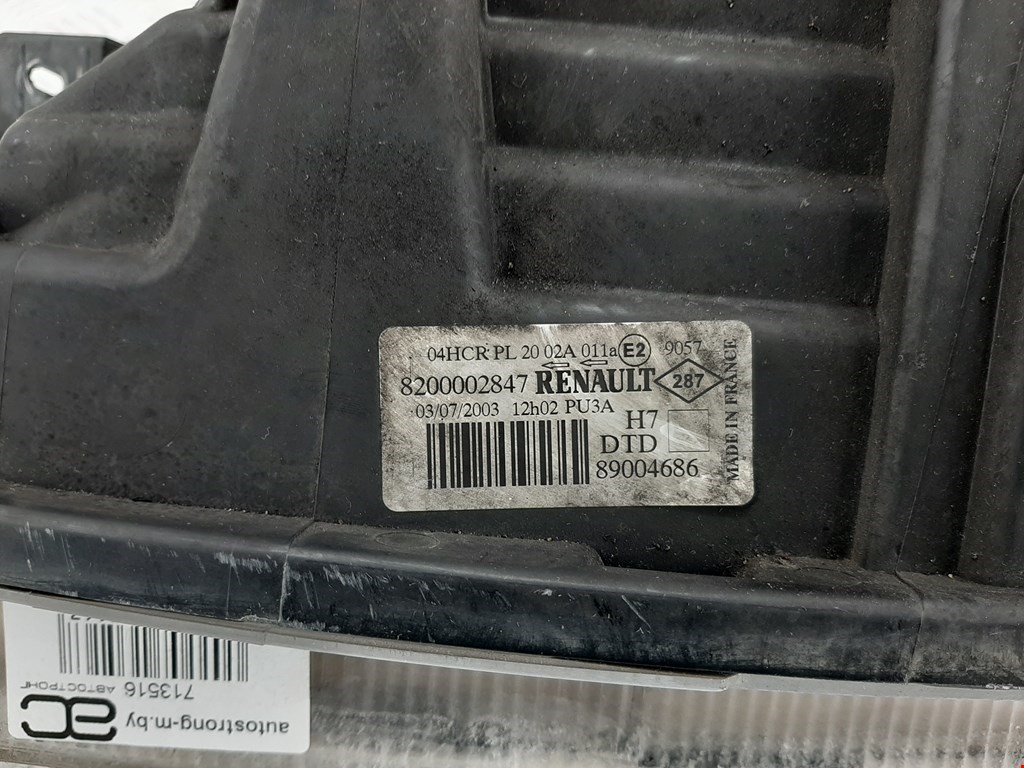 04HCR PL 20 02A 011a E2 9057
8200002847 RENAULT 287
03/07/2003 12h02 PU3A
H7
DTD
89004686
MADE IN FRANCE
autostrong-m.by
713516 АВТОСТРОНГ